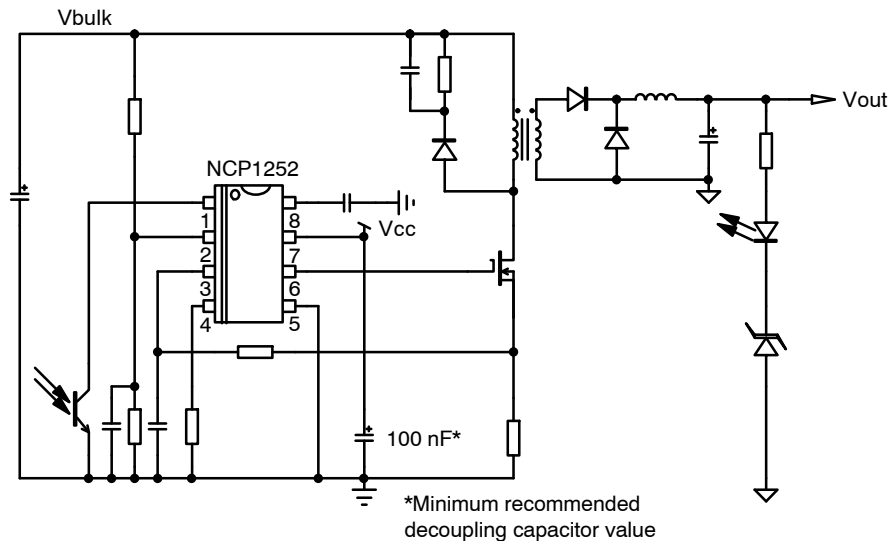 Vbulk
Vout
NCP1252
1
8
Vcc
2
7
3
6
4
5
100 nF*
*Minimum recommended
decoupling capacitor value